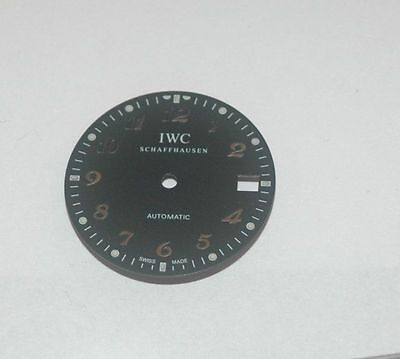 12
11
1
IWC
10
SCHAFFHAUSEN
2
9
8
AUTOMATIC
4
7
5
6
SWISS MADE